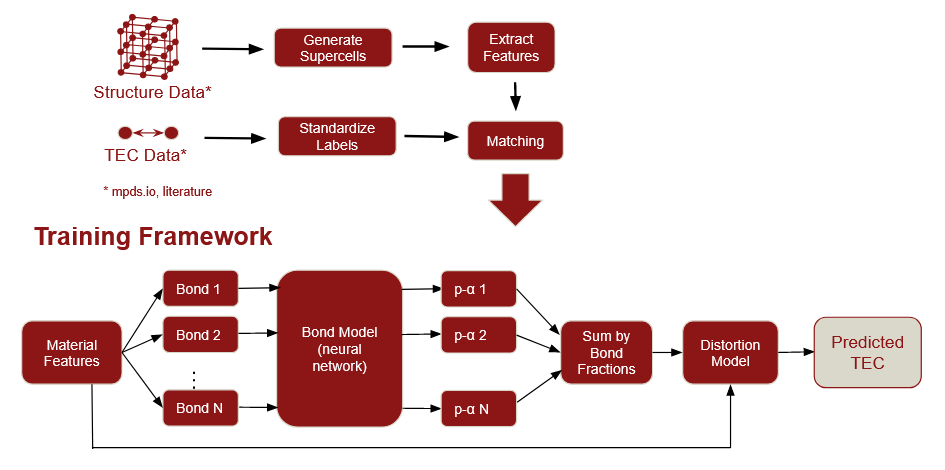 Generate
Supercells
Extract
Features
Structure Data*
Standardize
Labels
Matching
TEC Data*
* mpds.io, literature
Training Framework
Material
Features
Bond 1
Bond 2
Bond N
Bond Model
(neural
network)
p-α 1
p-α 2
p-α N
Sum by
Bond
Fractions
Distortion
Model
Predicted
TEC